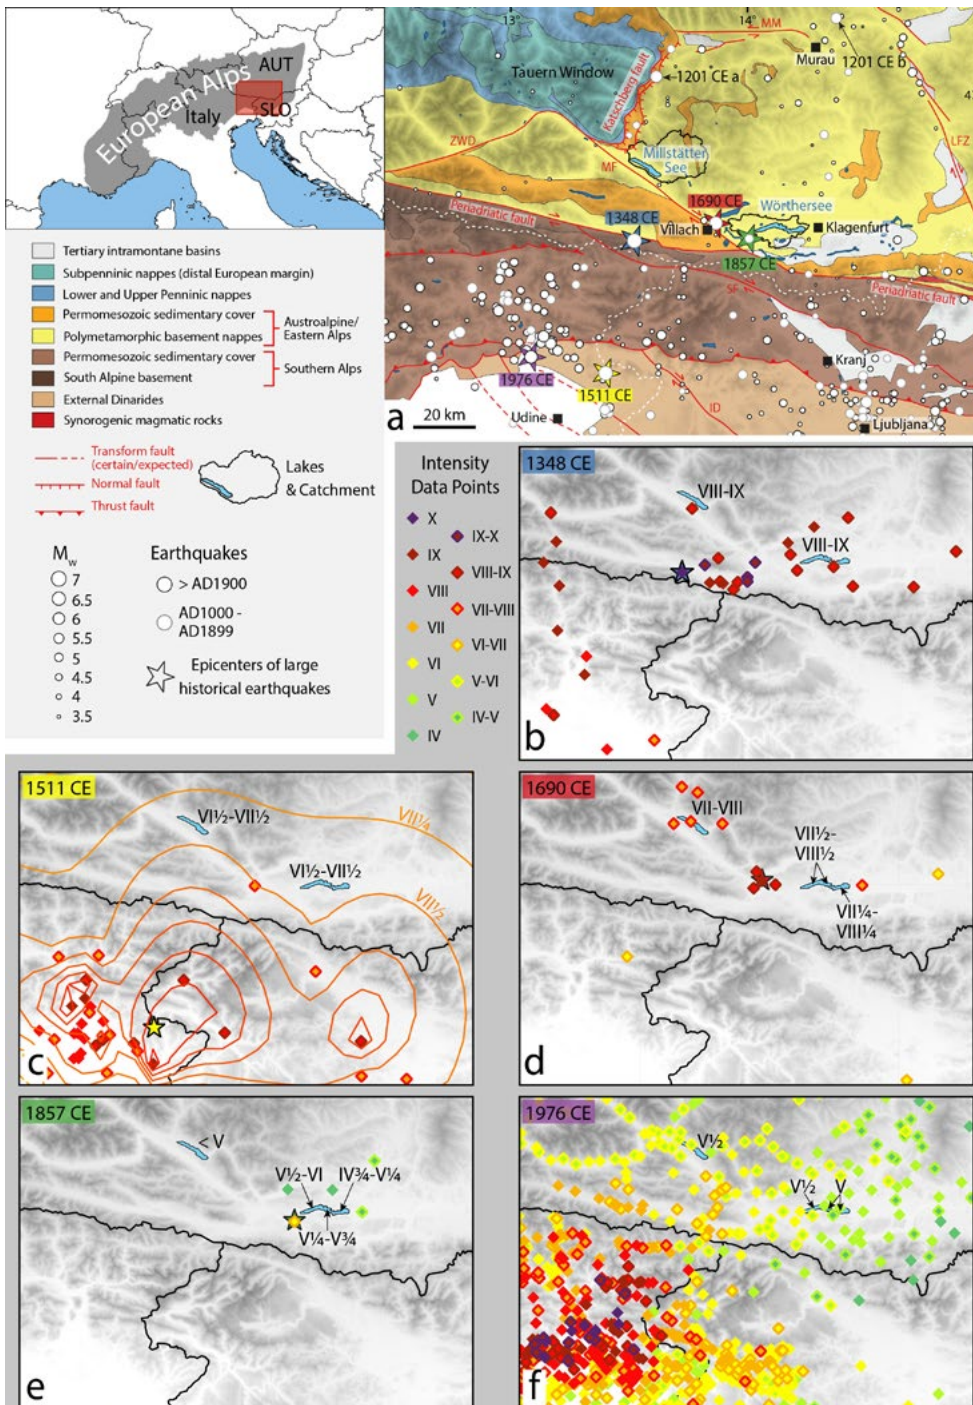 European Alps
AUT
Italy
SLO
13°
14°
MM
Tauern Window
Katschberg fault
1201 CE a
Murau
1201 CE b
ZWD
MF
Millstätter
See
LFZ
1690 CE
Wörthersee
Periadriatic fault
1348 CE
Villach
Klagenfurt
1857 CE
SF
Periadriatic fault
1976 CE
1511 CE
Kranj
a
20 km
Udine
ID
Ljubljana
Tertiary intramontane basins
Subpenninic nappes (distal European margin)
Lower and Upper Penninic nappes
Permomesozoic sedimentary cover
Polymetamorphic basement nappes
Austroalpine/
Eastern Alps
Permomesozoic sedimentary cover
South Alpine basement
Southern Alps
External Dinarides
Synorogenic magmatic rocks
Transform fault
(certain/expected)
Normal fault
Thrust fault
Lakes
& Catchment
Mw
7
6.5
6
5.5
5
4.5
4
3.5
Earthquakes
> AD1900
AD1000 -
AD1899
Epicenters of large
historical earthquakes
Intensity
Data Points
X
IX-X
IX
VIII-IX
VIII
VII-VIII
VII
VI-VII
VI
V-VI
V
IV-V
IV
1348 CE
VIII-IX
VIII-IX
b
1511 CE
VI½-VII½
VII¼
VI½-VII½
VII½
c
1690 CE
VII-VIII
VII½-
VIII½
VII¼-
VIII¼
d
1857 CE
< V
V½-VI
IV¾-V¼
V¼-V¾
e
1976 CE
V½
V½
V
f